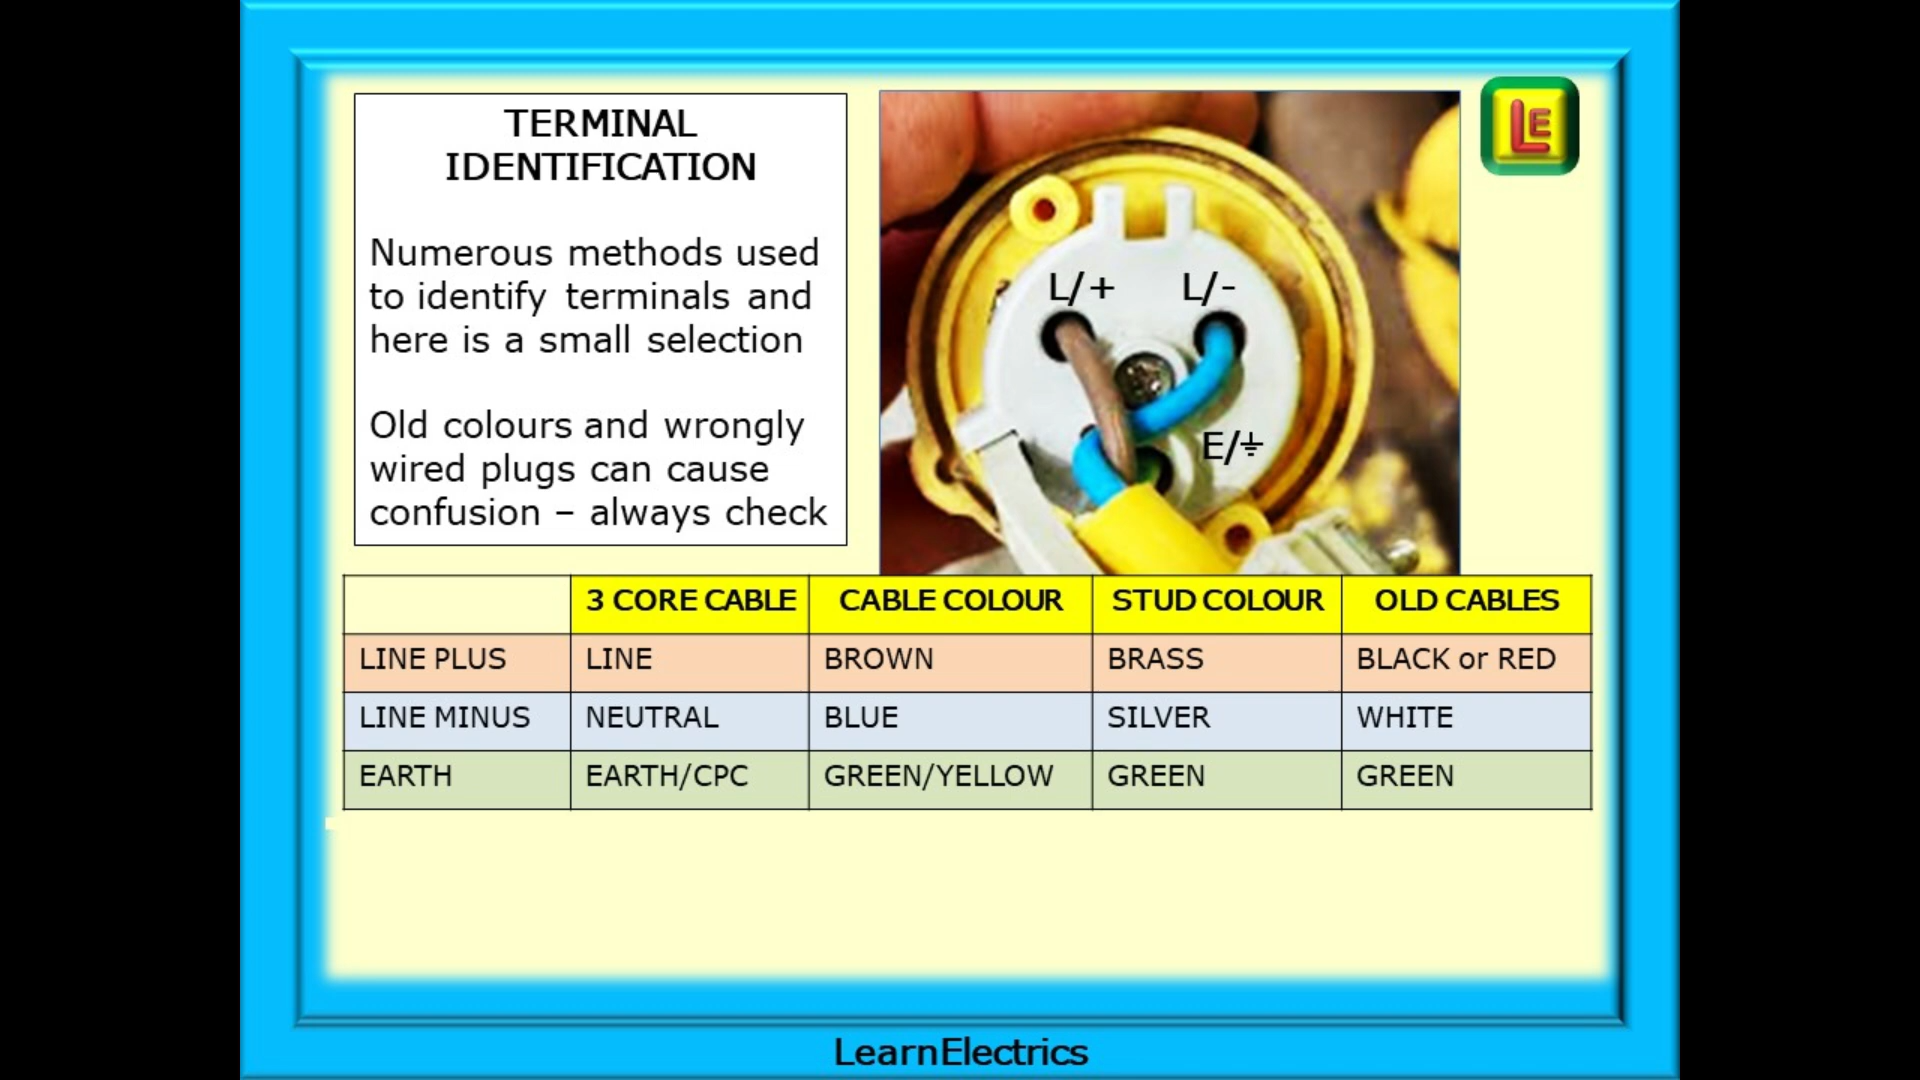 TERMINAL
IDENTIFICATION
Numerous methods used
to identify terminals and
here is a small selection
Old colours and wrongly
wired plugs can cause
confusion – always check
L/+ L/-
E/⏚
LE
3 CORE CABLE CABLE COLOUR STUD COLOUR OLD CABLES
LINE PLUS LINE BROWN BRASS BLACK or RED
LINE MINUS NEUTRAL BLUE SILVER WHITE
EARTH EARTH/CPC GREEN/YELLOW GREEN GREEN
LearnElectrics